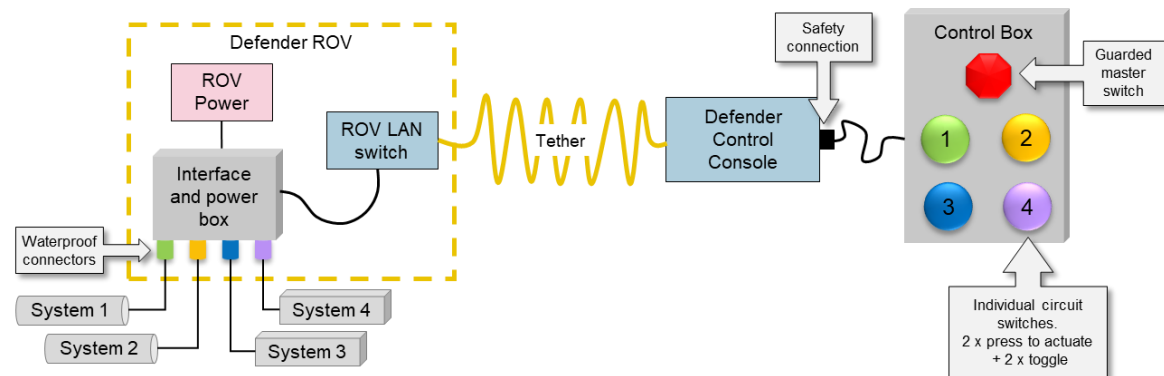 Defender ROV
ROV
Power
ROV LAN
switch
Interface
and power
box
Waterproof
connectors
System 1
System 2
System 4
System 3
Tether
Safety
connection
Defender
Control
Console
Control Box
Guarded
master
switch
1
2
3
4
Individual circuit
switches.
2 x press to actuate
+ 2 x toggle